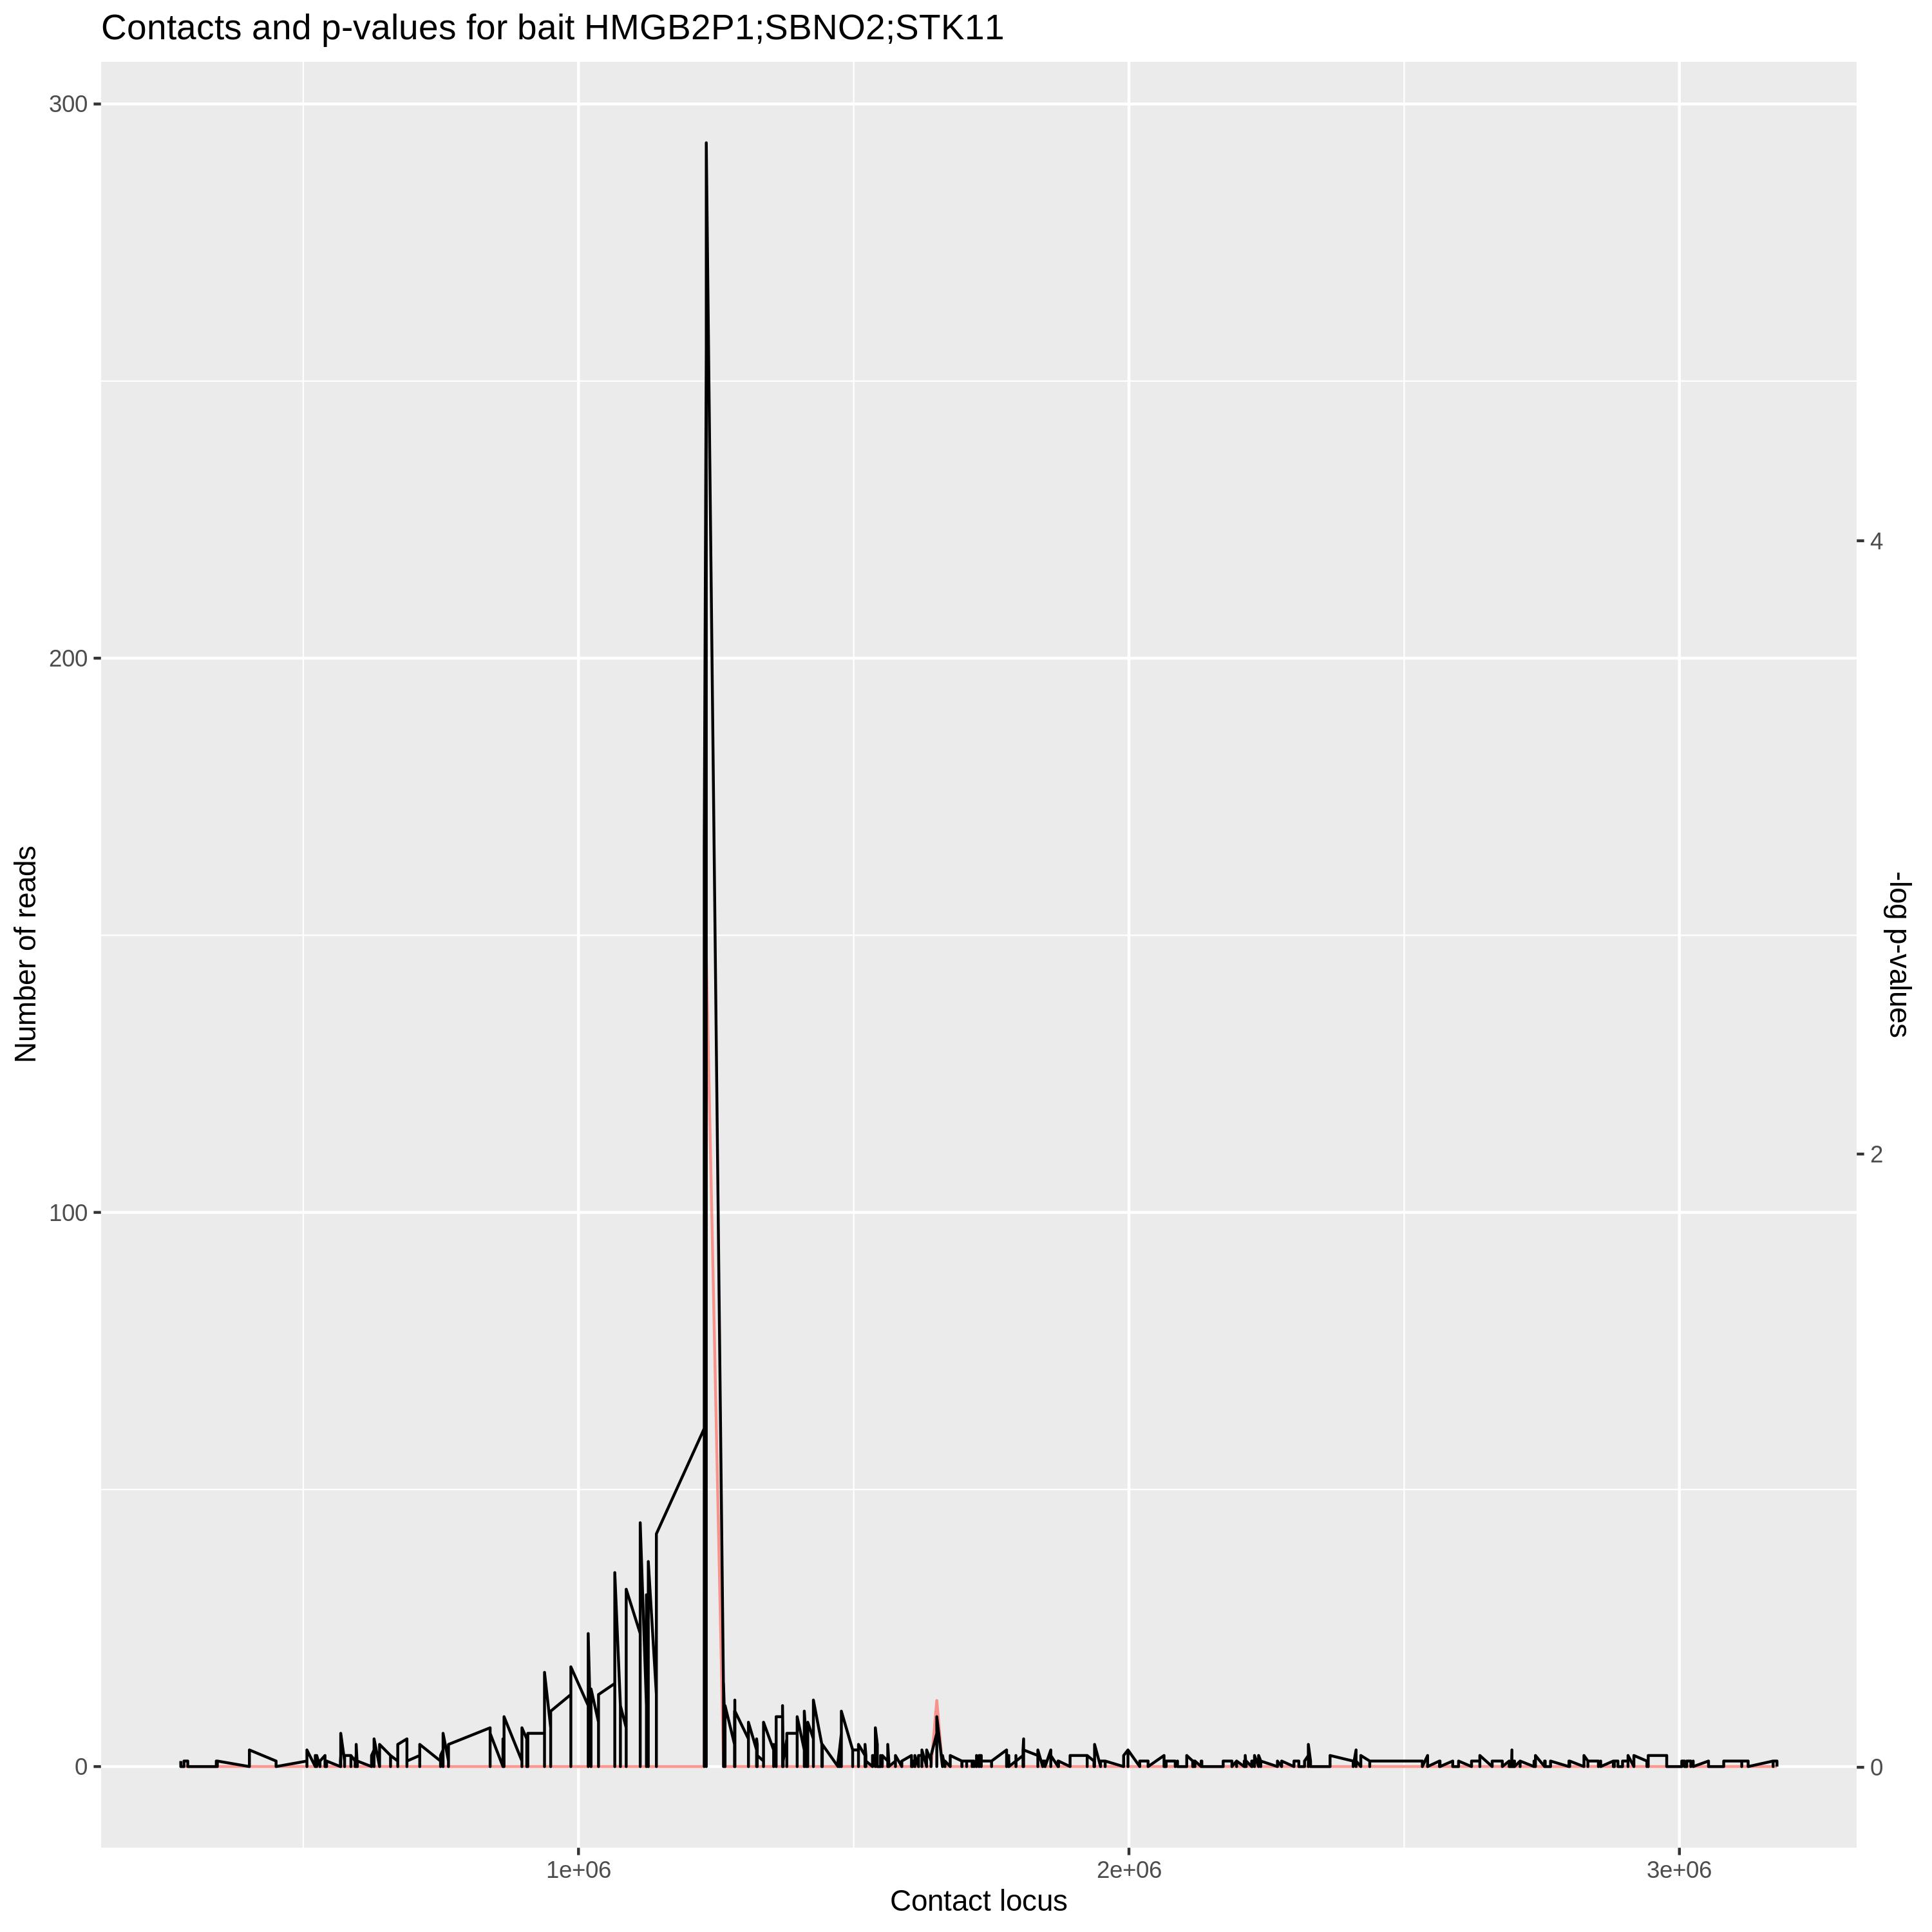 Contacts and p-values for bait HMGB2P1;SBNO2;STK11
300
200
100
0
Number of reads
4
2
0
-log p-values
1e+06
2e+06
3e+06
Contact locus